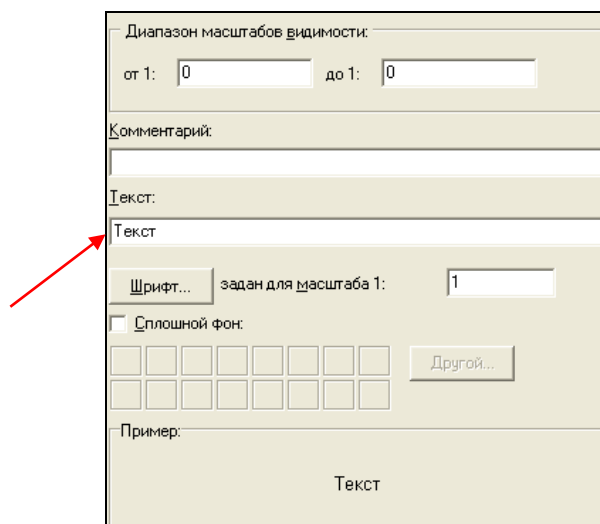 Диапазон масштабов видимости:
от 1: 0 до 1: 0
Комментарий:
Текст:
Текст
Шрифт... задан для масштаба 1: 1
Сплошной фон:
Другой...
Пример:
Текст